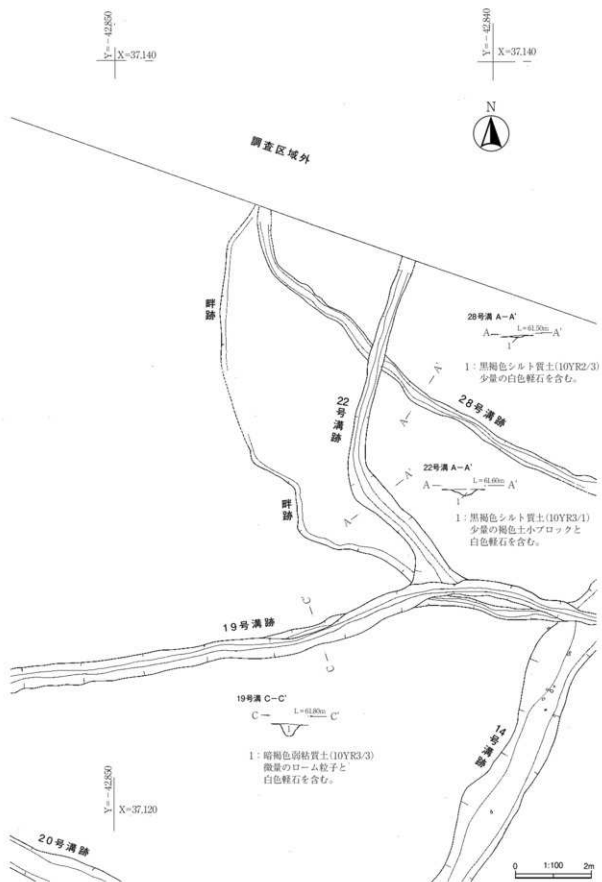 Y=-42,850
X=37,140
Y=-42,840
X=37,140
N
調査区域外
畔跡
28号溝 A-A'
A- L=61.50m -A'
1
1：黒褐色シルト質土(10YR2/3)
少量の白色軽石を含む。
A-A'
28号溝跡
22号溝跡
22号溝 A-A'
A- L=61.60m -A'
1
1：黒褐色シルト質土(10YR3/1)
少量の褐色土小ブロックと
白色軽石を含む。
A-A'
畔跡
19号溝跡
C-C'
19号溝 C-C'
C- L=61.80m -C'
1
1：暗褐色弱粘質土(10YR3/3)
微量のローム粒子と
白色軽石を含む。
14号溝跡
Y=-42,850
X=37,120
20号溝跡
0 1:100 2m